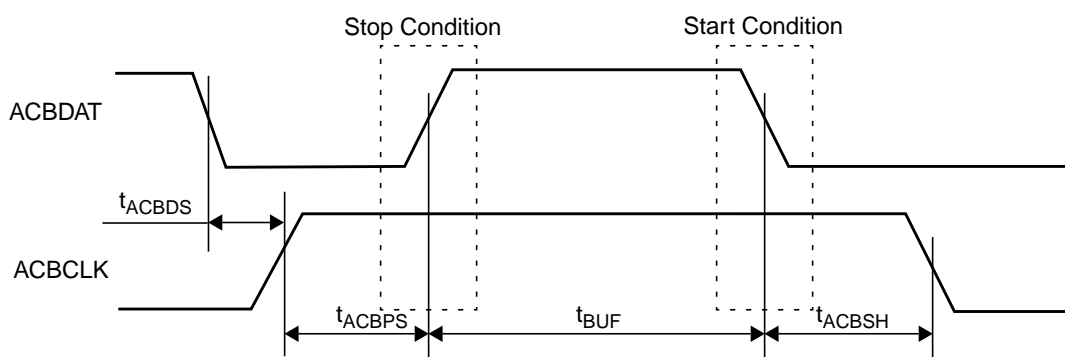 Stop Condition
Start Condition
ACBDAT
tACBDS
ACBCLK
tACBPS
tBUF
tACBSH